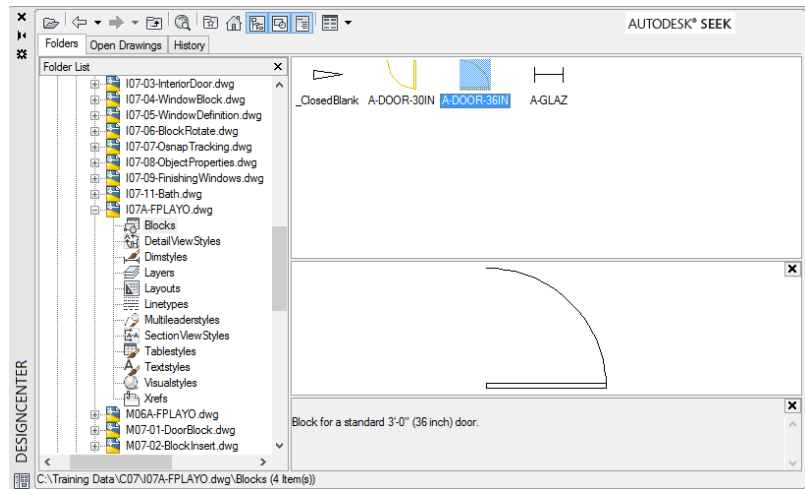 AUTODESK® SEEK
Folders
Open Drawings
History
Folder List
I07-03-InteriorDoor.dwg
I07-04-WindowBlock.dwg
I07-05-WindowDefinition.dwg
I07-06-BlockRotate.dwg
I07-07-OsnapTracking.dwg
I07-08-ObjectProperties.dwg
I07-09-FinishingWindows.dwg
I07-11-Bath.dwg
I07A-FPLAYO.dwg
Blocks
DetailViewStyles
Dimstyles
Layers
Layouts
Linetypes
Multileaderstyles
SectionViewStyles
Tablestyles
Textstyles
Visualstyles
Xrefs
M06A-FPLAYO.dwg
M07-01-DoorBlock.dwg
M07-02-BlockInsert.dwg
_ClosedBlank
A-DOOR-30IN
A-DOOR-36IN
A-GLAZ
Block for a standard 3'-0" (36 inch) door.
DESIGNCENTER
C:\Training Data\C07\I07A-FPLAYO.dwg\Blocks (4 Item(s))